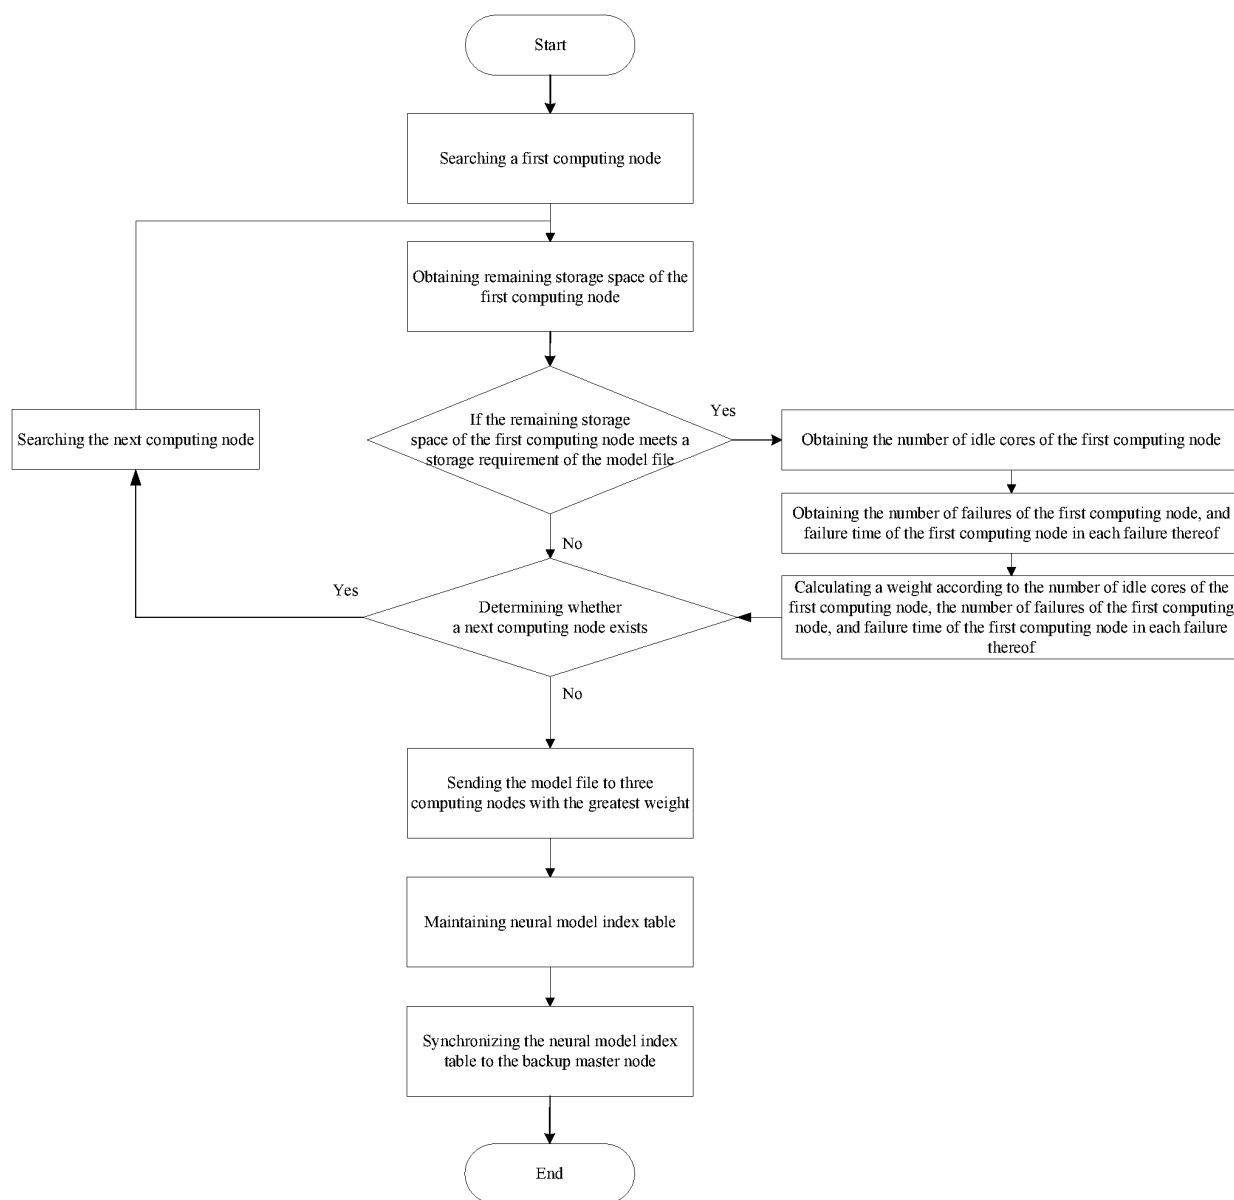 Start
Searching a first computing node
Obtaining remaining storage space of the
first computing node
If the remaining storage
space of the first computing node meets a
storage requirement of the model file
Yes
Obtaining the number of idle cores of the first computing node
Searching the next computing node
Obtaining the number of failures of the first computing node, and
failure time of the first computing node in each failure thereof
No
Calculating a weight according to the number of idle cores of the
first computing node, the number of failures of the first computing
node, and failure time of the first computing node in each failure
thereof
Yes
Determining whether
a next computing node exists
No
Sending the model file to three
computing nodes with the greatest weight
Maintaining neural model index table
Synchronizing the neural model index
table to the backup master node
End